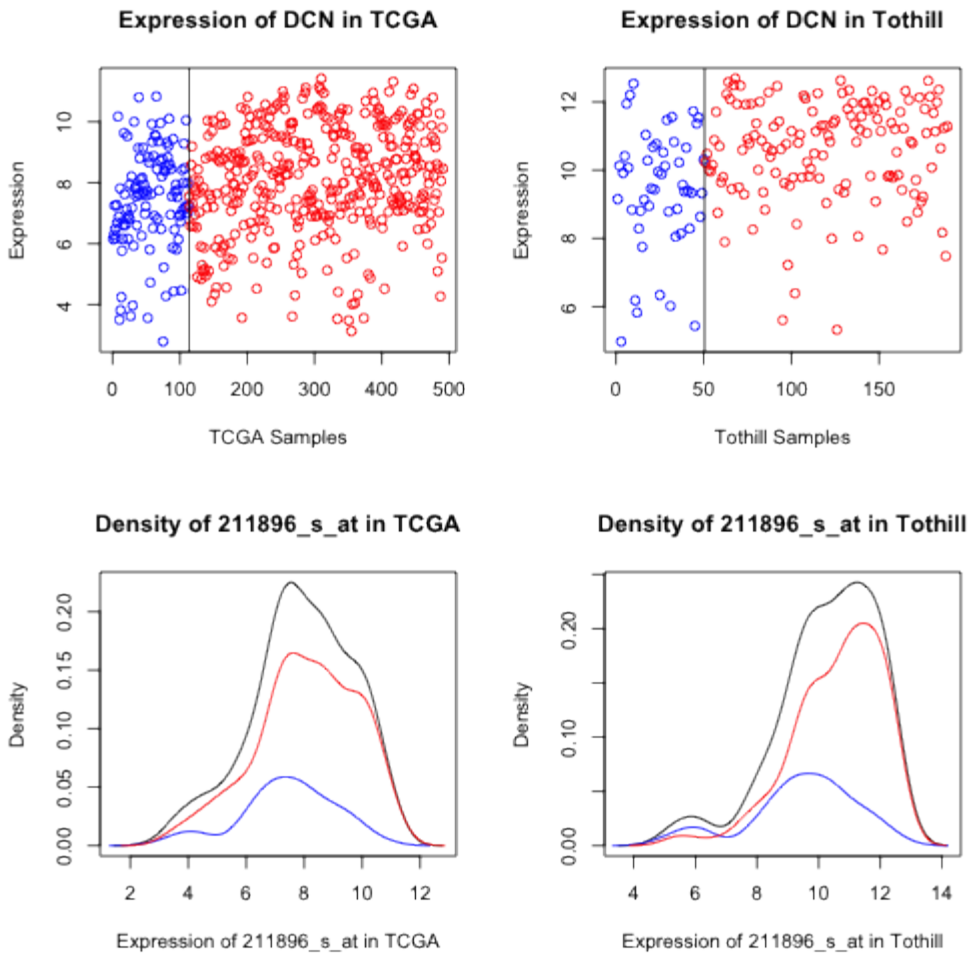 Expression of DCN in TCGA
Expression
4 6 8 10
0 100 200 300 400 500
TCGA Samples
Expression of DCN in Tothill
Expression
6 8 10 12
0 50 100 150
Tothill Samples
Density of 211896_s_at in TCGA
Density
0.00 0.05 0.10 0.15 0.20
2 4 6 8 10 12
Expression of 211896_s_at in TCGA
Density of 211896_s_at in Tothill
Density
0.00 0.10 0.20
4 6 8 10 12 14
Expression of 211896_s_at in Tothill